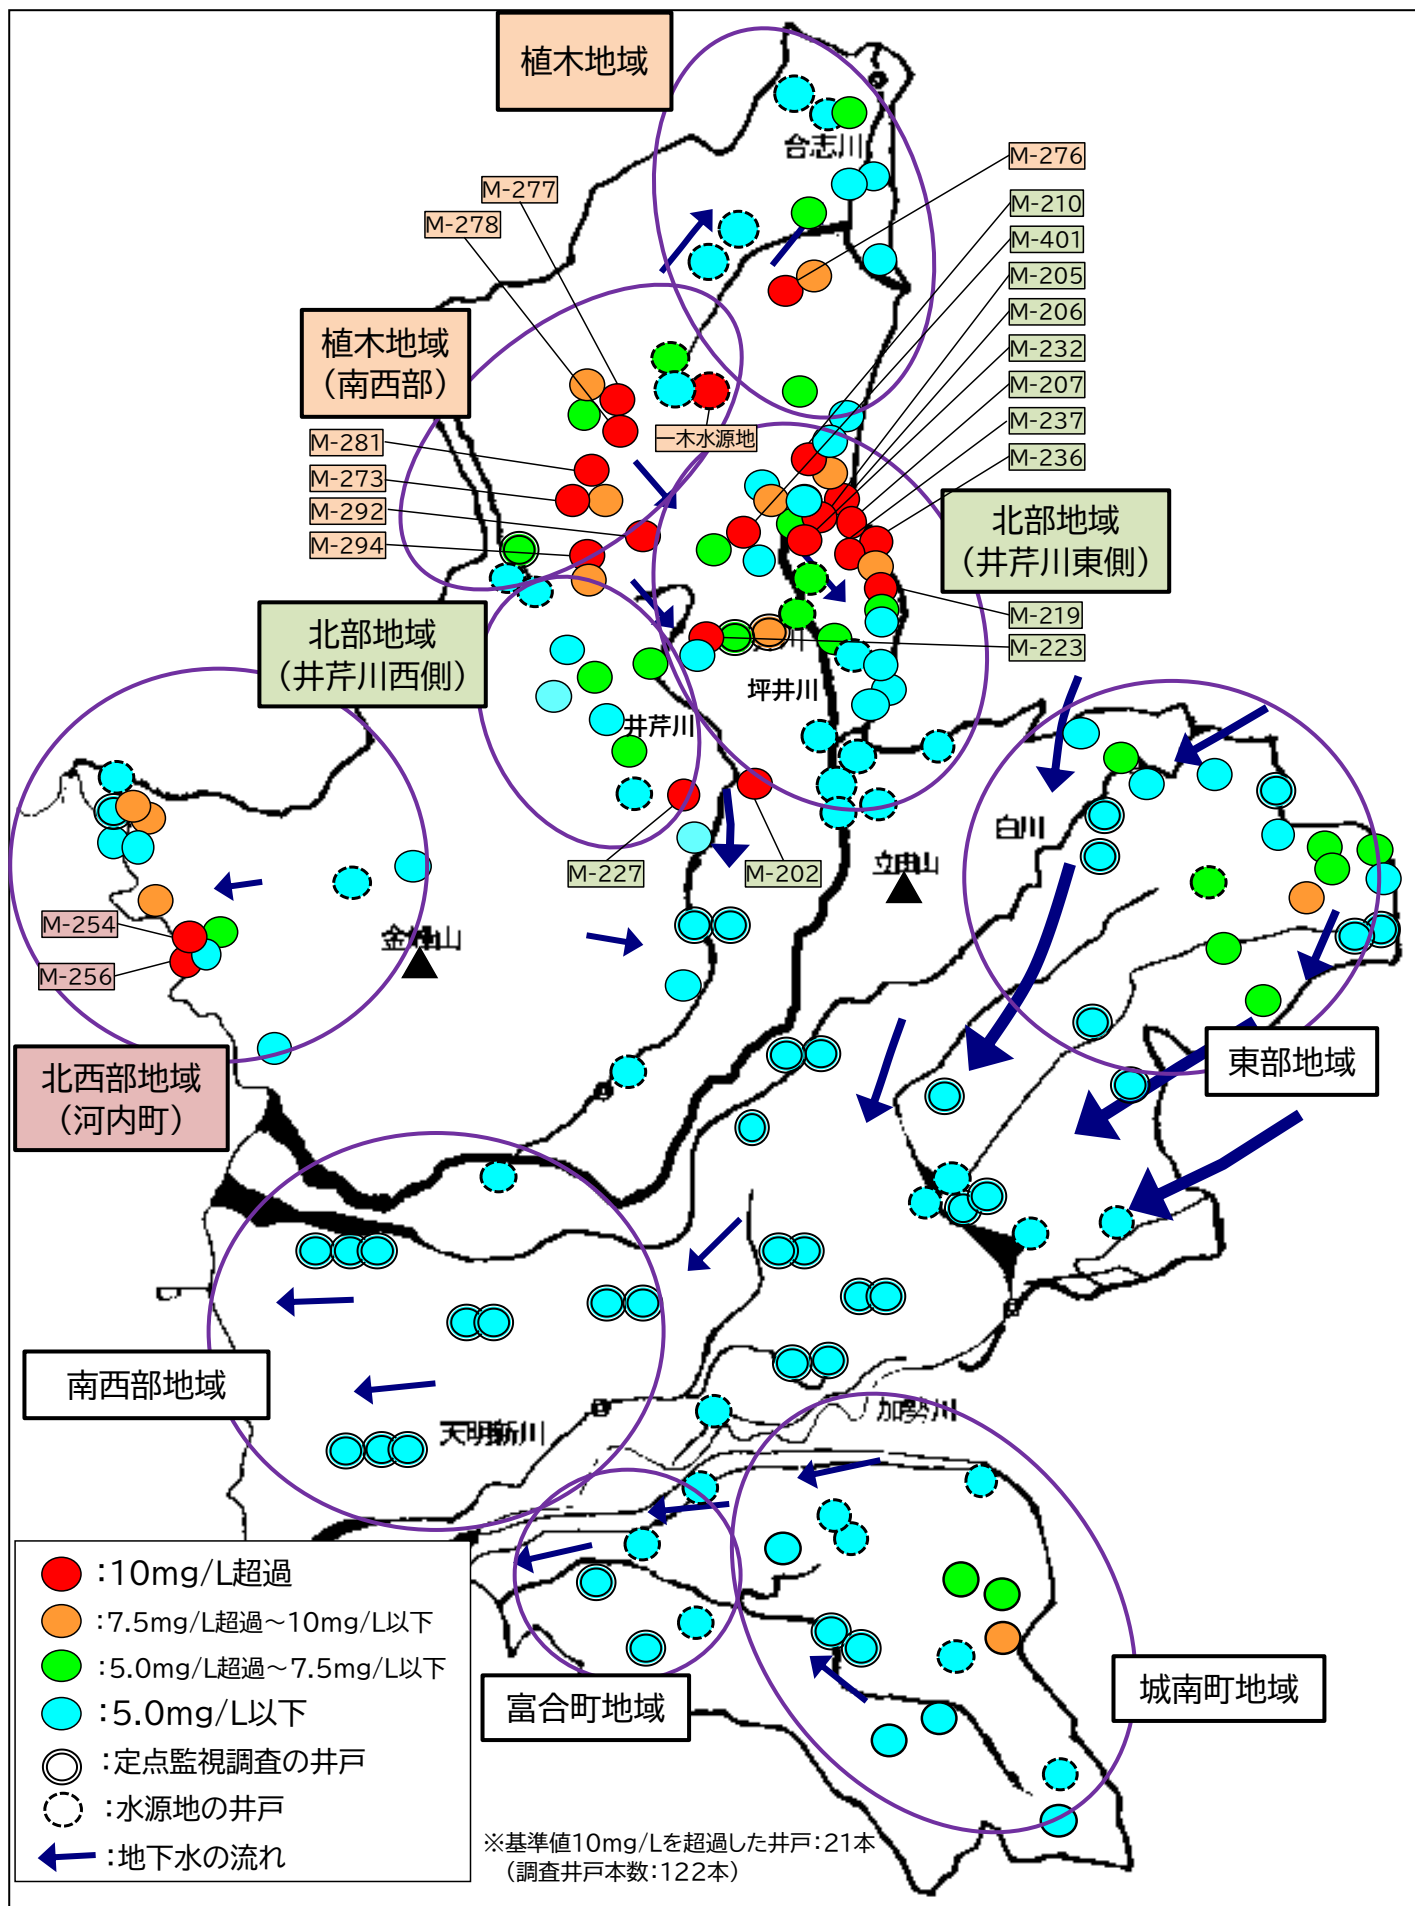 植木地域
合志川
M-276
M-277
M-210
M-278
M-401
M-205
M-206
植木地域
（南西部）
M-232
M-207
M-237
一木水源地
M-281
M-236
M-273
M-292
M-294
北部地域
（井芹川東側）
M-219
M-223
北部地域
（井芹川西側）
坪井川
井芹川
白川
立田山
M-227
M-202
M-254
金峰山
M-256
北西部地域
（河内町）
東部地域
南西部地域
天明新川
加勢川
富合町地域
城南町地域
：10mg/L超過
：7.5mg/L超過～10mg/L以下
：5.0mg/L超過～7.5mg/L以下
：5.0mg/L以下
：定点監視調査の井戸
：水源地の井戸
：地下水の流れ
※基準値10mg/Lを超過した井戸：21本
（調査井戸本数：122本）